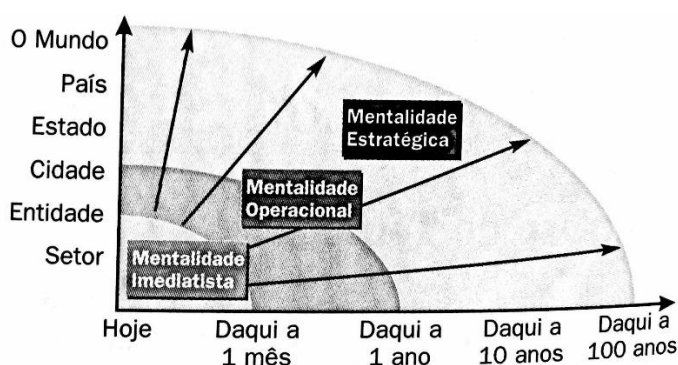 O Mundo
País
Estado
Cidade
Entidade
Setor
Mentalidade
Estratégica
Mentalidade
Operacional
Mentalidade
Imediatista
Hoje
Daqui a
1 mês
Daqui a
1 ano
Daqui a
10 anos
Daqui a
100 anos